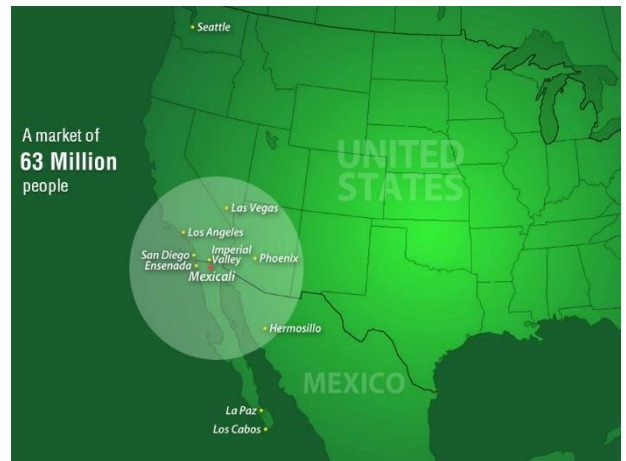 Seattle
A market of
63 Million
people
UNITED
STATES
Las Vegas
Los Angeles
San Diego
Imperial
Valley
Phoenix
Ensenada
Mexicali
Hermosillo
MEXICO
La Paz
Los Cabos